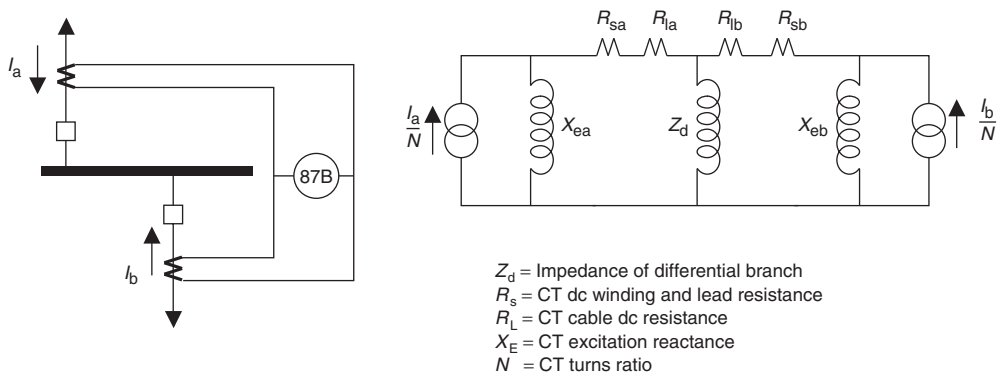 Ia
87B
Ib
Rsa Rla Rlb Rsb
Ia
N
Xea
Zd
Xeb
Ib
N
Zd = Impedance of differential branch
Rs = CT dc winding and lead resistance
RL = CT cable dc resistance
XE = CT excitation reactance
N = CT turns ratio